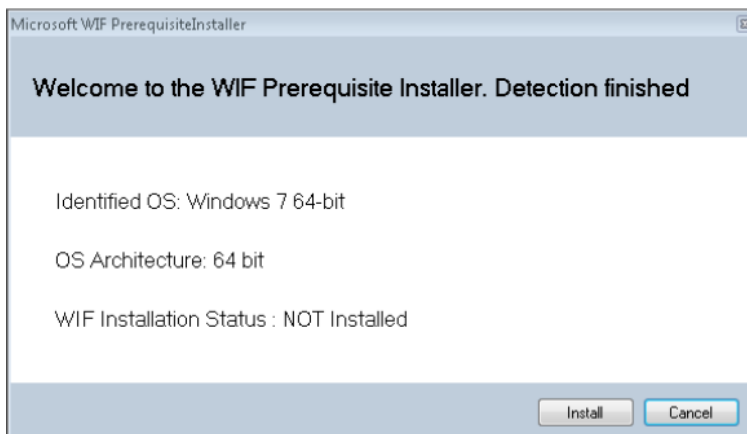 Microsoft WIF PrerequisiteInstaller
Welcome to the WIF Prerequisite Installer. Detection finished
Identified OS: Windows 7 64-bit
OS Architecture: 64 bit
WIF Installation Status : NOT Installed
Install Cancel